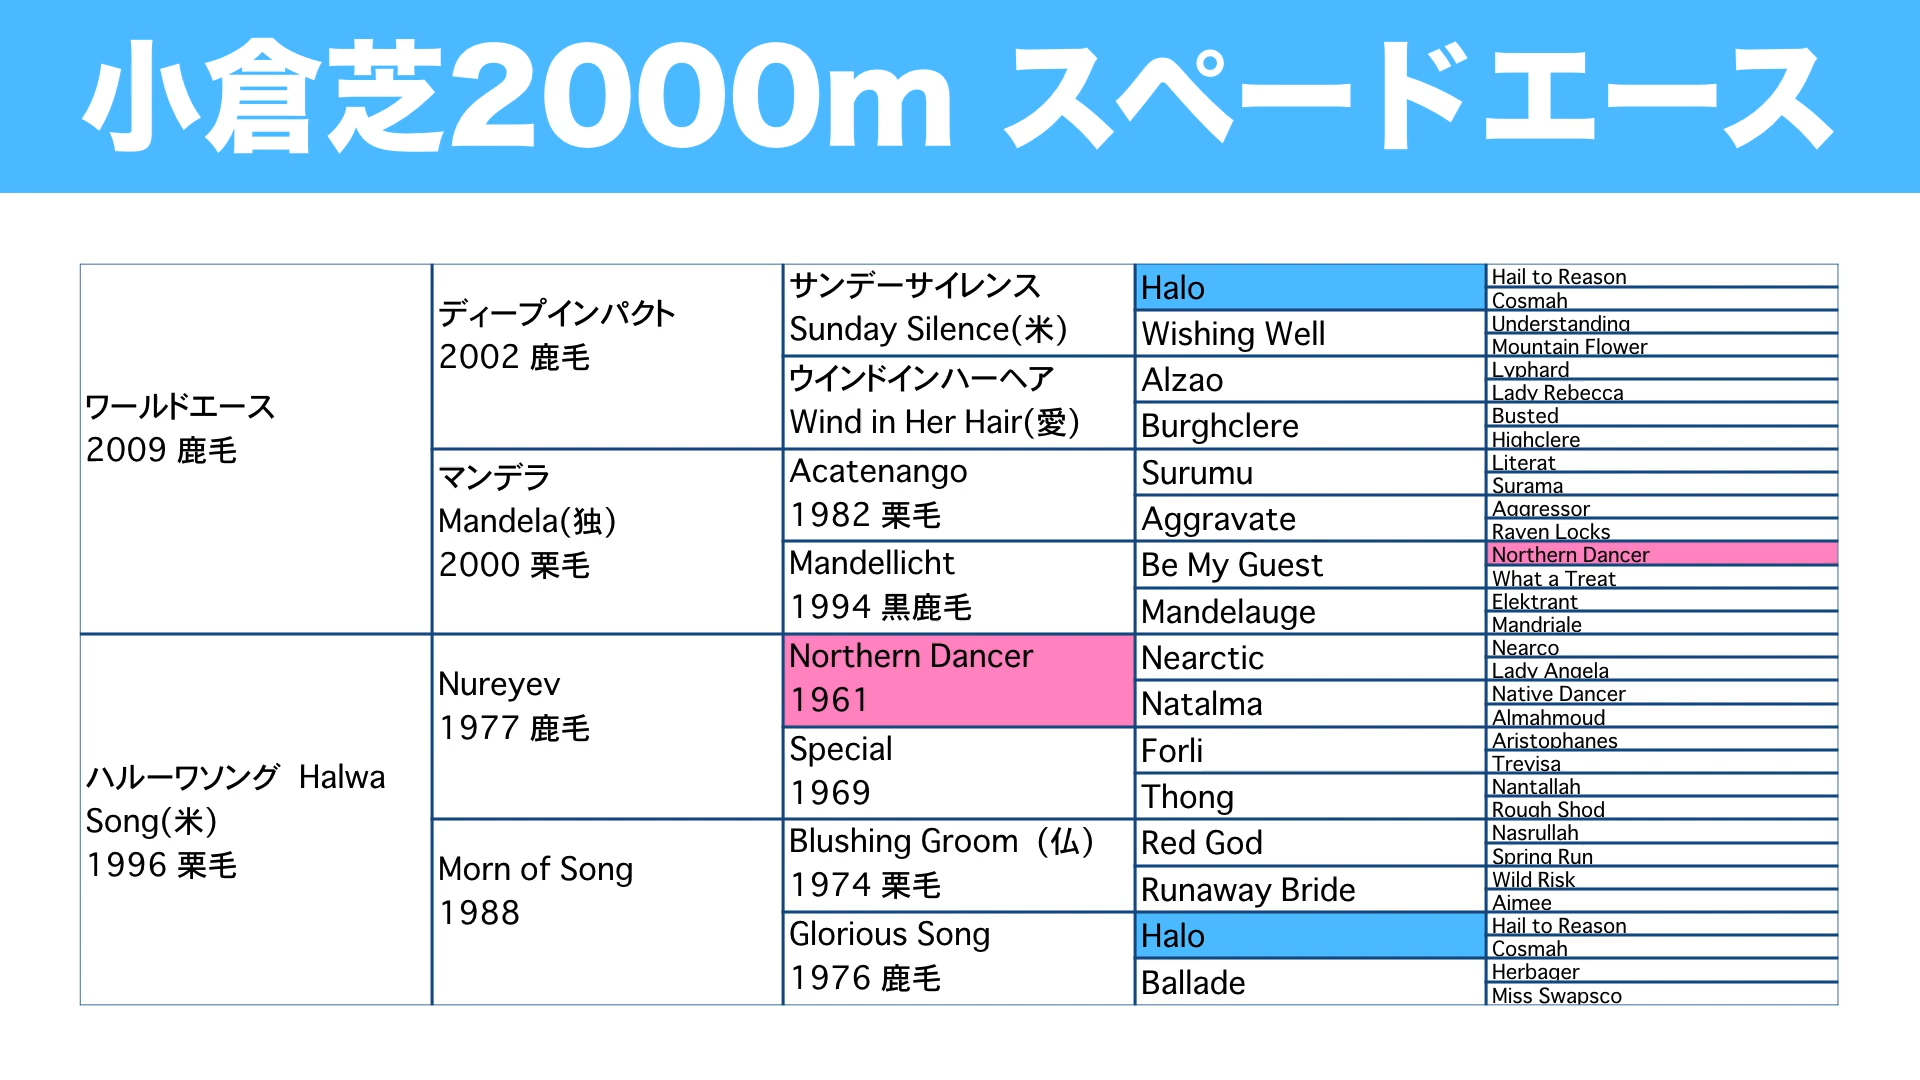 小倉芝2000m スペードエース
ワールドエース
2009 鹿毛
ディープインパクト
2002 鹿毛
サンデーサイレンス
Sunday Silence(米)
Halo
Hail to Reason
Cosmah
Wishing Well
Understanding
Mountain Flower
ウインドインハーヘア
Wind in Her Hair(愛)
Alzao
Lyphard
Lady Rebecca
Burghclere
Busted
Highclere
マンデラ
Mandela(独)
2000 栗毛
Acatenango
1982 栗毛
Surumu
Literat
Surama
Aggravate
Aggressor
Raven Locks
Mandellicht
1994 黒鹿毛
Be My Guest
Northern Dancer
What a Treat
Mandelauge
Elektrant
Mandriale
ハルーワソング Halwa
Song(米)
1996 栗毛
Nureyev
1977 鹿毛
Northern Dancer
1961
Nearctic
Nearco
Lady Angela
Natalma
Native Dancer
Almahmoud
Special
1969
Forli
Aristophanes
Trevisa
Thong
Nantallah
Rough Shod
Morn of Song
1988
Blushing Groom (仏)
1974 栗毛
Red God
Nasrullah
Spring Run
Runaway Bride
Wild Risk
Aimee
Glorious Song
1976 鹿毛
Halo
Hail to Reason
Cosmah
Ballade
Herbager
Miss Swapsco